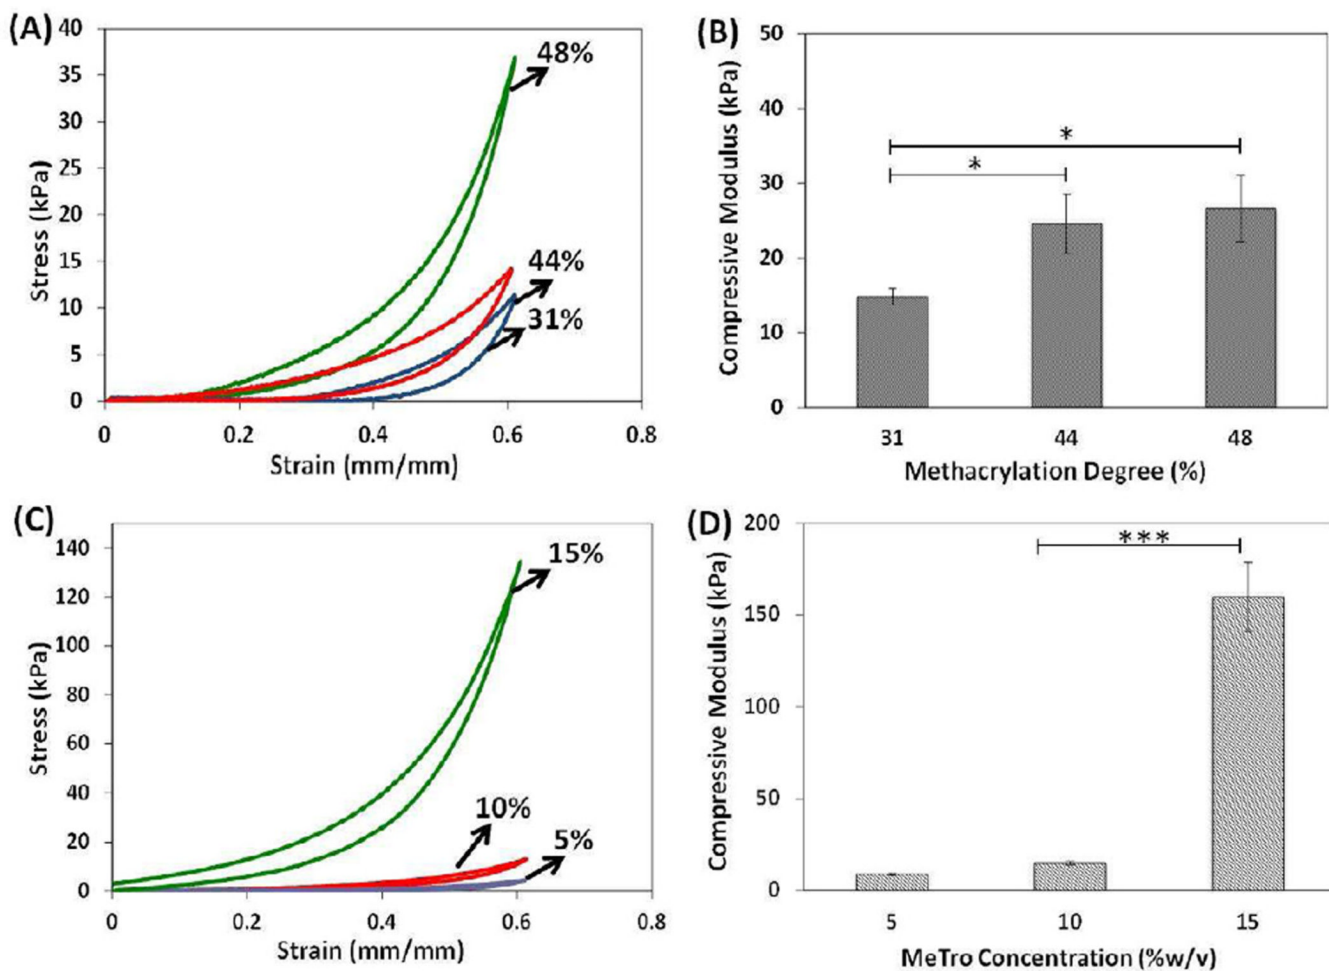 (A)
40
35
30
25
20
15
10
5
0
Stress (kPa)
48%
44%
31%
0 0.2 0.4 0.6 0.8
Strain (mm/mm)
(B)
50
40
30
20
10
0
Compressive Modulus (kPa)
*
*
31 44 48
Methacrylation Degree (%)
(C)
140
120
100
80
60
40
20
0
Stress (kPa)
15%
10%
5%
0 0.2 0.4 0.6 0.8
Strain (mm/mm)
(D)
200
150
100
50
0
Compressive Modulus (kPa)
***
5 10 15
MeTro Concentration (%w/v)